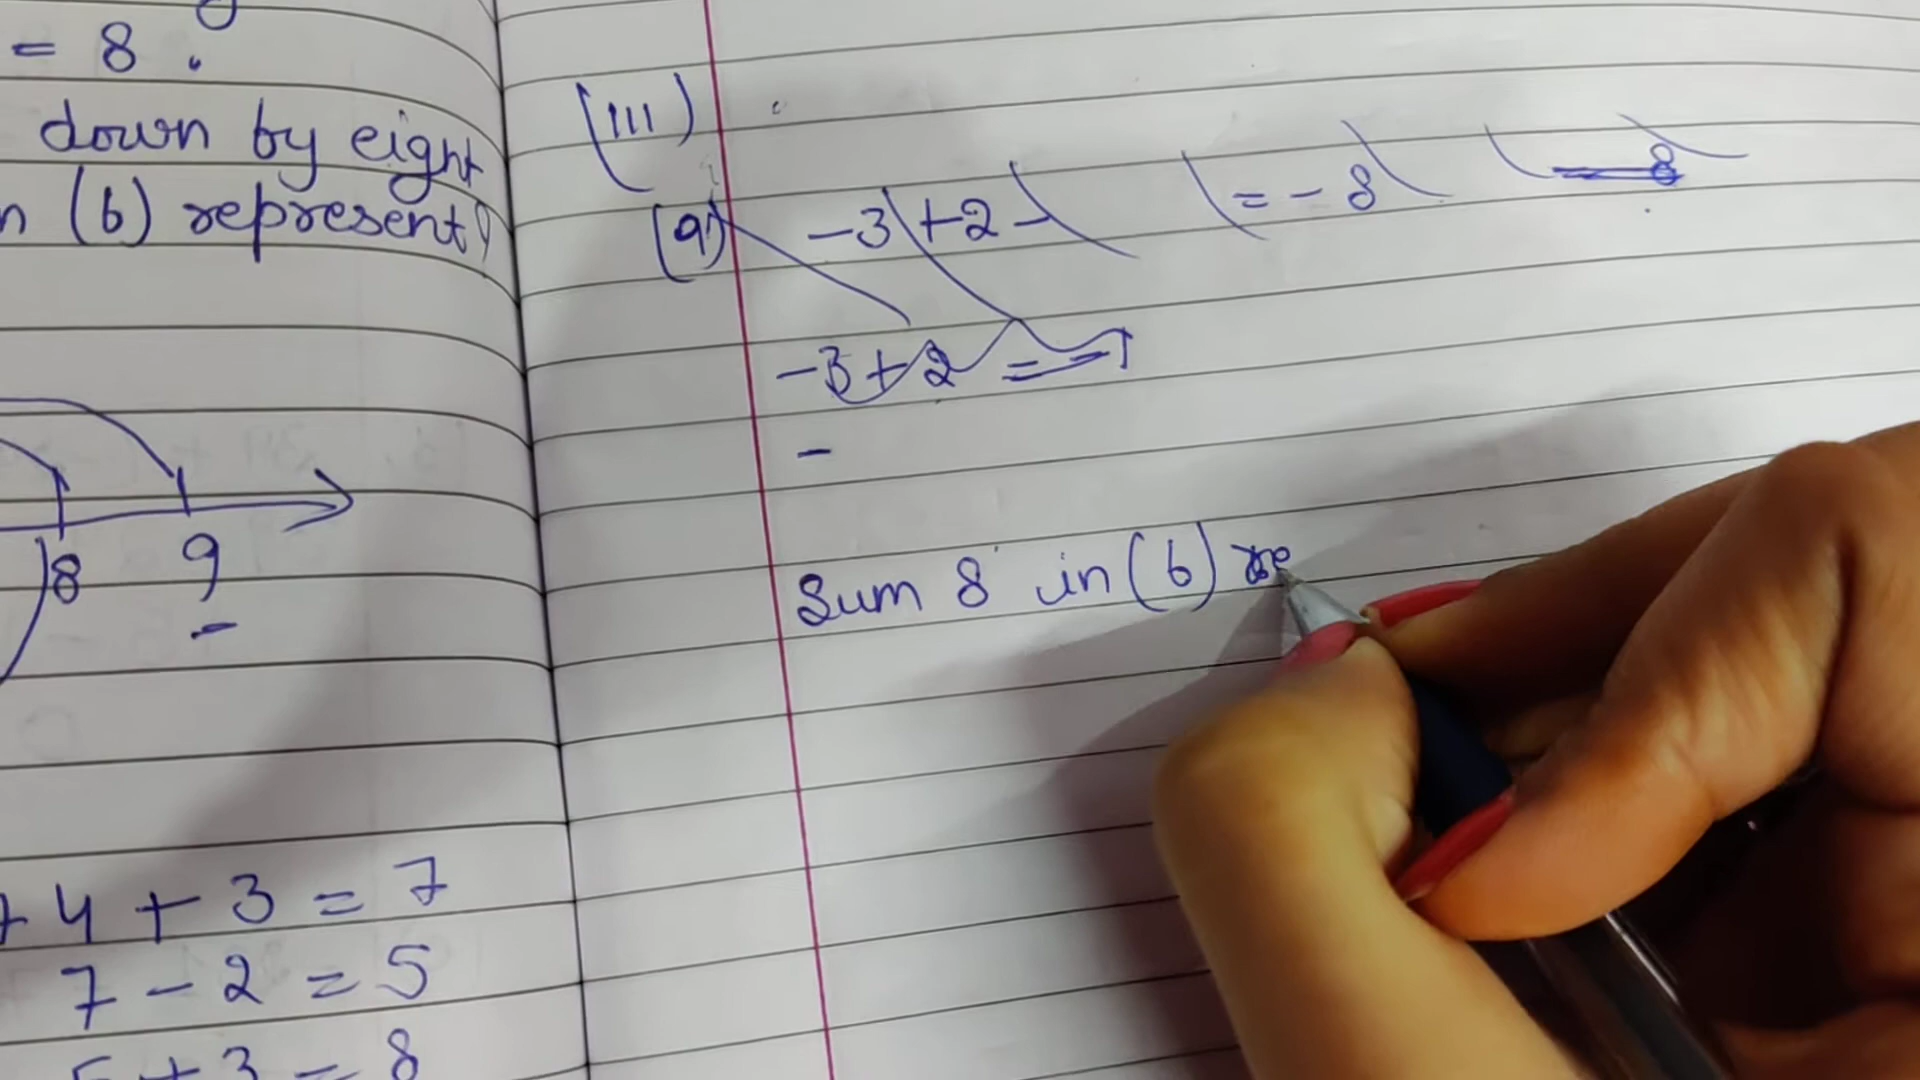 = 8 .
down by eight
n (b) represent?
8 9
-
+ 4 + 3 = 7
7 - 2 = 5
5 + 3 = 8
(iii)
(a) -3 + 2 - = - 8
-3 + 2 = -1
-
Sum 8 in (b) re